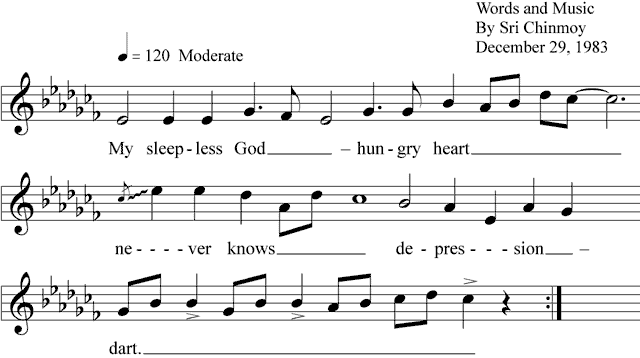 Words and Music
By Sri Chinmoy
December 29, 1983
♩ = 120 Moderate
My sleep - less God – hun - gry heart
ne - - - - ver knows de - pres - - - sion –
dart.